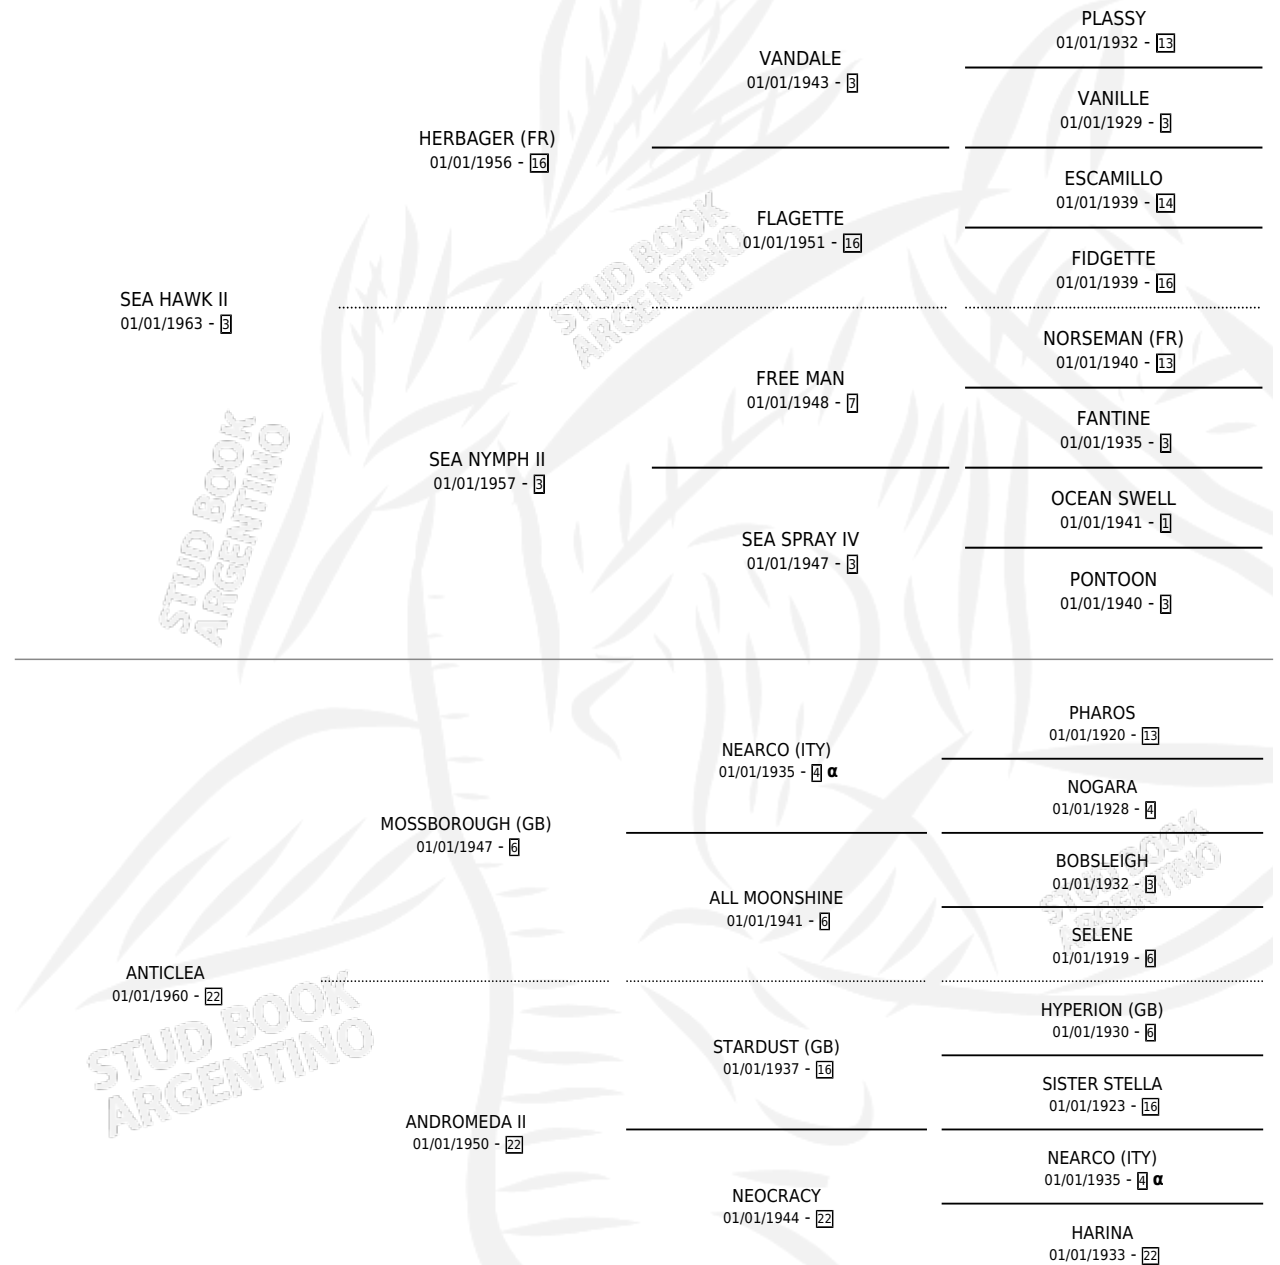 PLASSY
01/01/1932 - 13
VANDALE
01/01/1943 - 3
VANILLE
01/01/1929 - 3
HERBAGER (FR)
01/01/1956 - 16
ESCAMILLO
01/01/1939 - 14
FLAGETTE
01/01/1951 - 16
FIDGETTE
01/01/1939 - 16
SEA HAWK II
01/01/1963 - 3
NORSEMAN (FR)
01/01/1940 - 13
FREE MAN
01/01/1948 - 7
FANTINE
01/01/1935 - 3
SEA NYMPH II
01/01/1957 - 3
OCEAN SWELL
01/01/1941 - 1
SEA SPRAY IV
01/01/1947 - 3
PONTOON
01/01/1940 - 3
STUD BOOK
ARGENTINO
STUD BOOK
ARGENTINO
PHAROS
01/01/1920 - 13
NEARCO (ITY)
01/01/1935 - 4 α
NOGARA
01/01/1928 - 4
MOSSBOROUGH (GB)
01/01/1947 - 6
BOBSLEIGH
01/01/1932 - 3
ALL MOONSHINE
01/01/1941 - 6
SELENE
01/01/1919 - 6
ANTICLEA
01/01/1960 - 22
HYPERION (GB)
01/01/1930 - 6
STARDUST (GB)
01/01/1937 - 16
SISTER STELLA
01/01/1923 - 16
ANDROMEDA II
01/01/1950 - 22
NEARCO (ITY)
01/01/1935 - 4 α
NEOCRACY
01/01/1944 - 22
HARINA
01/01/1933 - 22
STUD BOOK
ARGENTINO
STUD BOOK
ARGENTINO